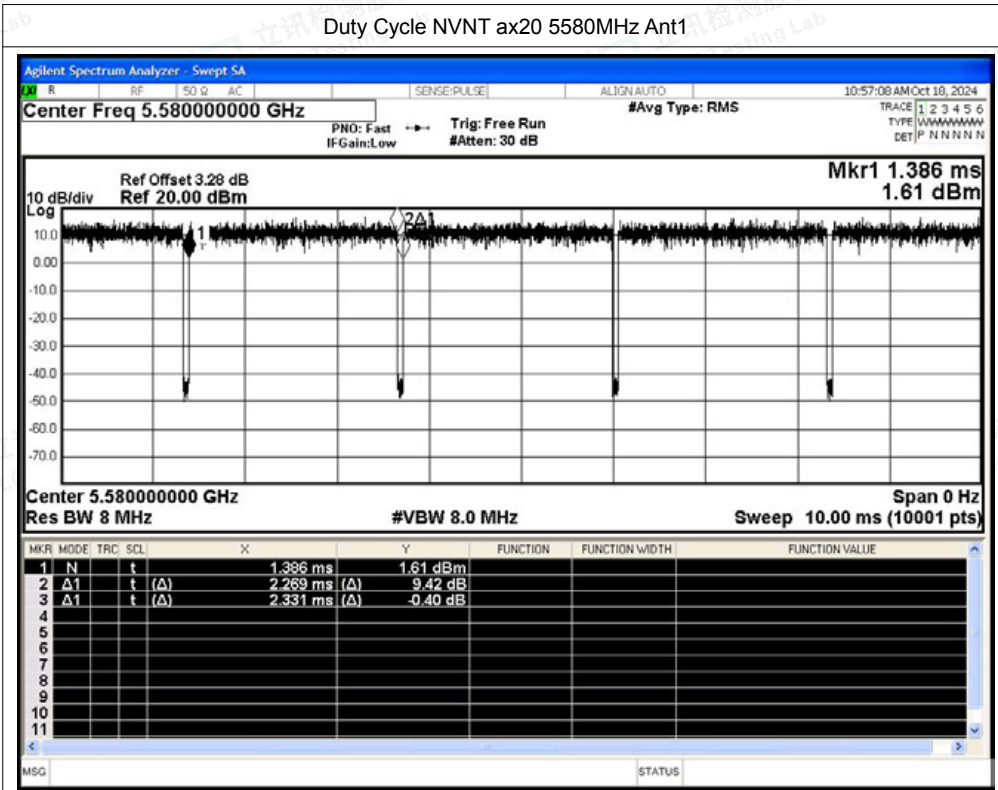 Duty Cycle NVNT ax20 5580MHz Ant1
Agilent Spectrum Analyzer - Swept SA
LXI R RF 50 Ω AC SENSE:PULSE ALIGN AUTO 10:57:08 AM Oct 18, 2024
Center Freq 5.580000000 GHz #Avg Type: RMS TRACE 1 2 3 4 5 6
PNO: Fast Trig: Free Run TYPE WWWWWW
IFGain:Low #Atten: 30 dB DET P N N N N N
Mkr1 1.386 ms
Ref Offset 3.28 dB 1.61 dBm
10 dB/div Ref 20.00 dBm
Log
2Δ1
10.0 1
0.00
-10.0
-20.0
-30.0
-40.0
-50.0
-60.0
-70.0
Center 5.580000000 GHz Span 0 Hz
Res BW 8 MHz #VBW 8.0 MHz Sweep 10.00 ms (10001 pts)
MKR MODE TRC SCL X Y FUNCTION FUNCTION WIDTH FUNCTION VALUE
1 N t 1.386 ms 1.61 dBm
2 Δ1 t (Δ) 2.269 ms (Δ) 9.42 dB
3 Δ1 t (Δ) 2.331 ms (Δ) -0.40 dB
4
5
6
7
8
9
10
11
MSG STATUS